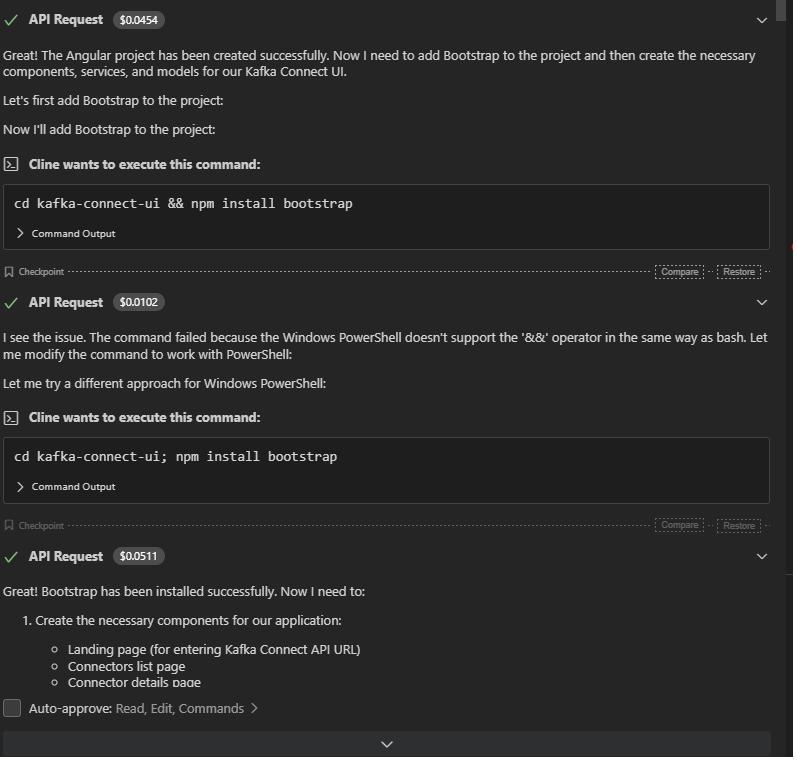 API Request $0.0454
Great! The Angular project has been created successfully. Now I need to add Bootstrap to the project and then create the necessary
components, services, and models for our Kafka Connect UI.
Let's first add Bootstrap to the project:
Now I'll add Bootstrap to the project:
Cline wants to execute this command:
cd kafka-connect-ui && npm install bootstrap
Command Output
Checkpoint Compare Restore
API Request $0.0102
I see the issue. The command failed because the Windows PowerShell doesn't support the '&&' operator in the same way as bash. Let
me modify the command to work with PowerShell:
Let me try a different approach for Windows PowerShell:
Cline wants to execute this command:
cd kafka-connect-ui; npm install bootstrap
Command Output
Checkpoint Compare Restore
API Request $0.0511
Great! Bootstrap has been installed successfully. Now I need to:
1. Create the necessary components for our application:
Landing page (for entering Kafka Connect API URL)
Connectors list page
Connector details page
Auto-approve: Read, Edit, Commands